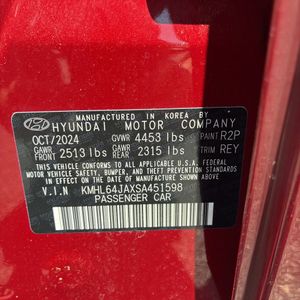 MANUFACTURED IN KOREA BY
HYUNDAI MOTOR COMPANY
OCT/2024 GVWR 4453 lbs PAINT R2P
GAWR FRONT 2513 lbs GAWR REAR 2315 lbs TRIM REY
THIS VEHICLE CONFORMS TO ALL APPLICABLE U.S.A. FEDERAL
MOTOR VEHICLE SAFETY, BUMPER, AND THEFT PREVENTION
STANDARDS IN EFFECT ON THE DATE OF MANUFACTURE SHOWN ABOVE.
V.I.N KMHL64JAXSA451598
PASSENGER CAR